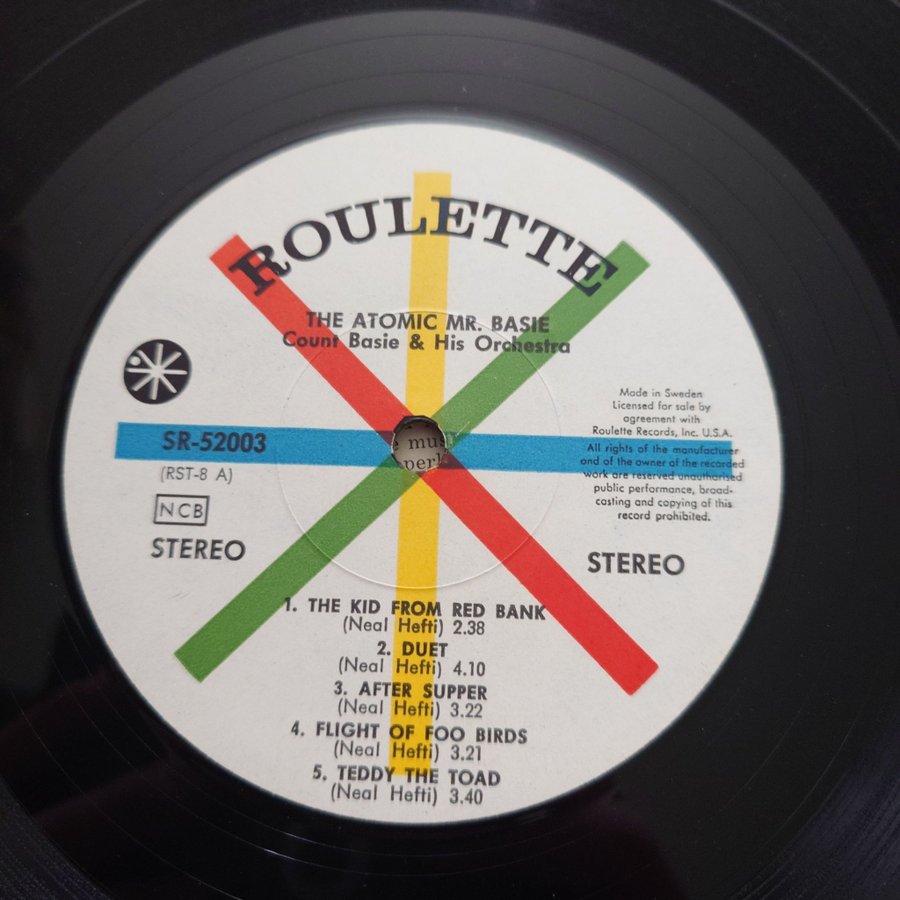 ROULETTE
THE ATOMIC MR. BASIE
Count Basie & His Orchestra
SR-52003
(RST-8 A)
NCB
STEREO
Made in Sweden
Licensed for sale by
agreement with
Roulette Records, Inc. U.S.A.
All rights of the manufacturer
and of the owner of the recorded
work are reserved unauthorised
public performance, broad-
casting and copying of this
record prohibited.
STEREO
1. THE KID FROM RED BANK
(Neal Hefti) 2.38
2. DUET
(Neal Hefti) 4.10
3. AFTER SUPPER
(Neal Hefti) 3.22
4. FLIGHT OF FOO BIRDS
(Neal Hefti) 3.21
5. TEDDY THE TOAD
(Neal Hefti) 3.40